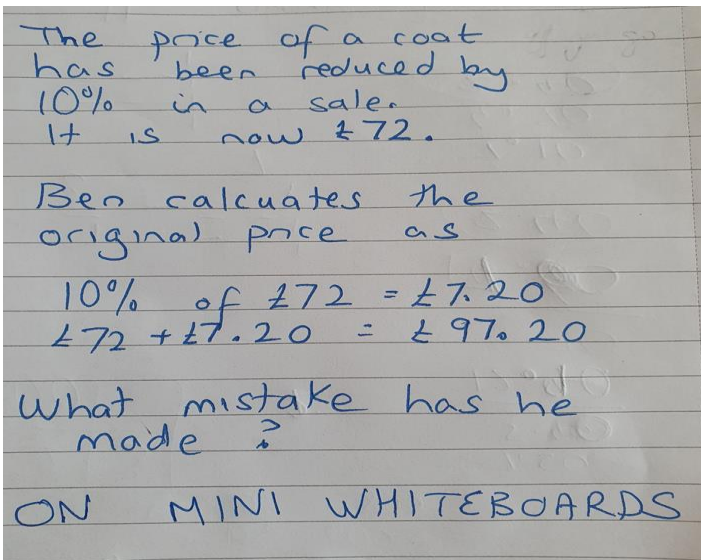 The price of a coat
has been reduced by
10% in a sale.
It is now £72.
Ben calcuates the
original price as
10% of £72 = £7.20
£72 + £7.20 = £97.20
What mistake has he
made ?
ON MINI WHITEBOARDS